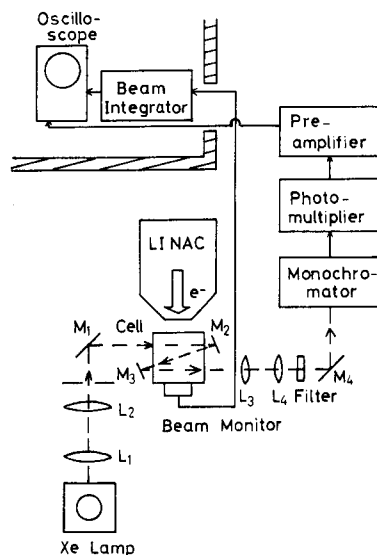 Oscillo-
scope
Beam
Integrator
Pre-
amplifier
Photo-
multiplier
Monochro-
mator
LINAC
e-
M1
Cell
M2
M3
L3
L4
Filter
M4
Beam Monitor
L2
L1
Xe Lamp